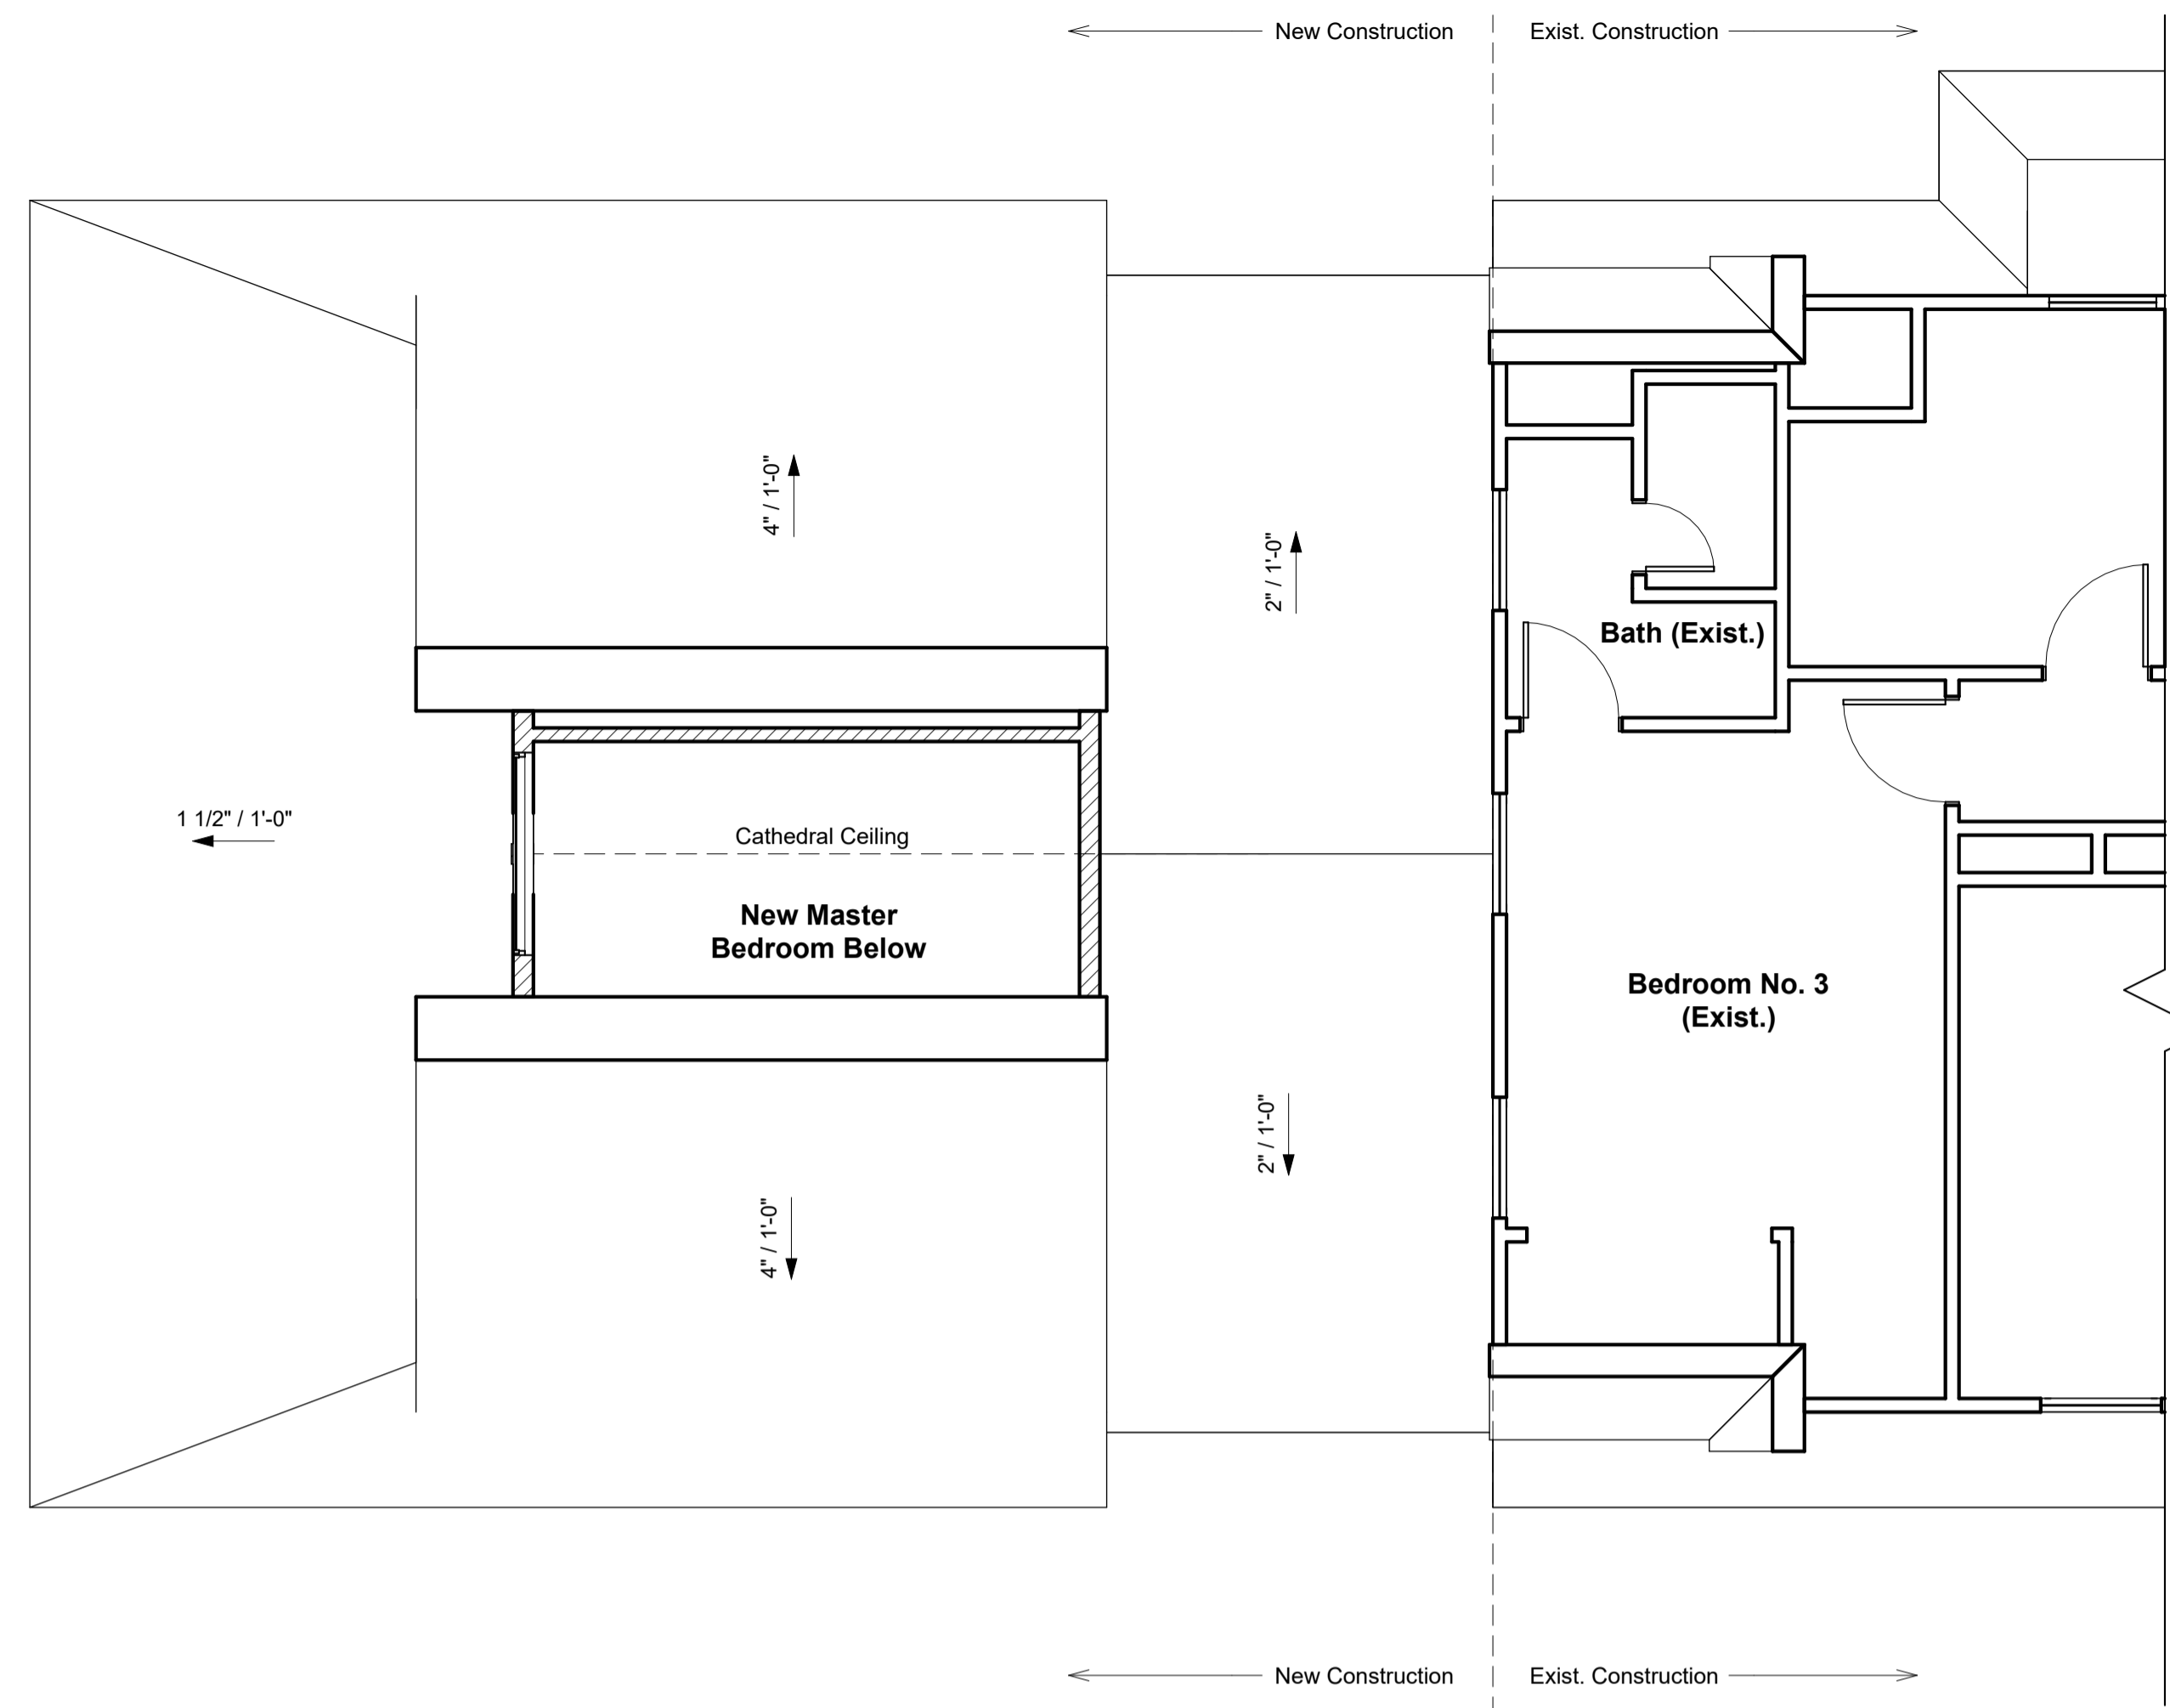 New Construction
Exist. Construction
4" / 1'-0"
2" / 1'-0"
Bath (Exist.)
1 1/2" / 1'-0"
Cathedral Ceiling
New Master
Bedroom Below
Bedroom No. 3
(Exist.)
2" / 1'-0"
4" / 1'-0"
New Construction
Exist. Construction